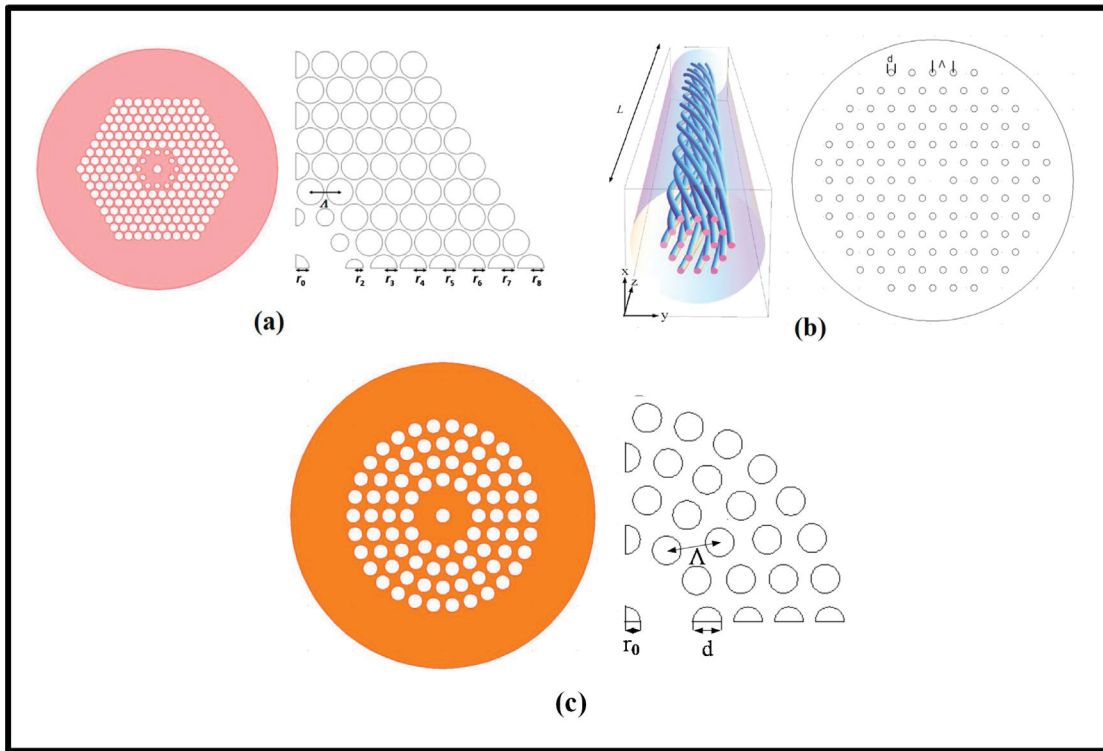 Λ
r₀ r₂ r₃ r₄ r₅ r₆ r₇ r₈
(a)
L
x
z
y
d Λ
(b)
Λ
r₀ d
(c)